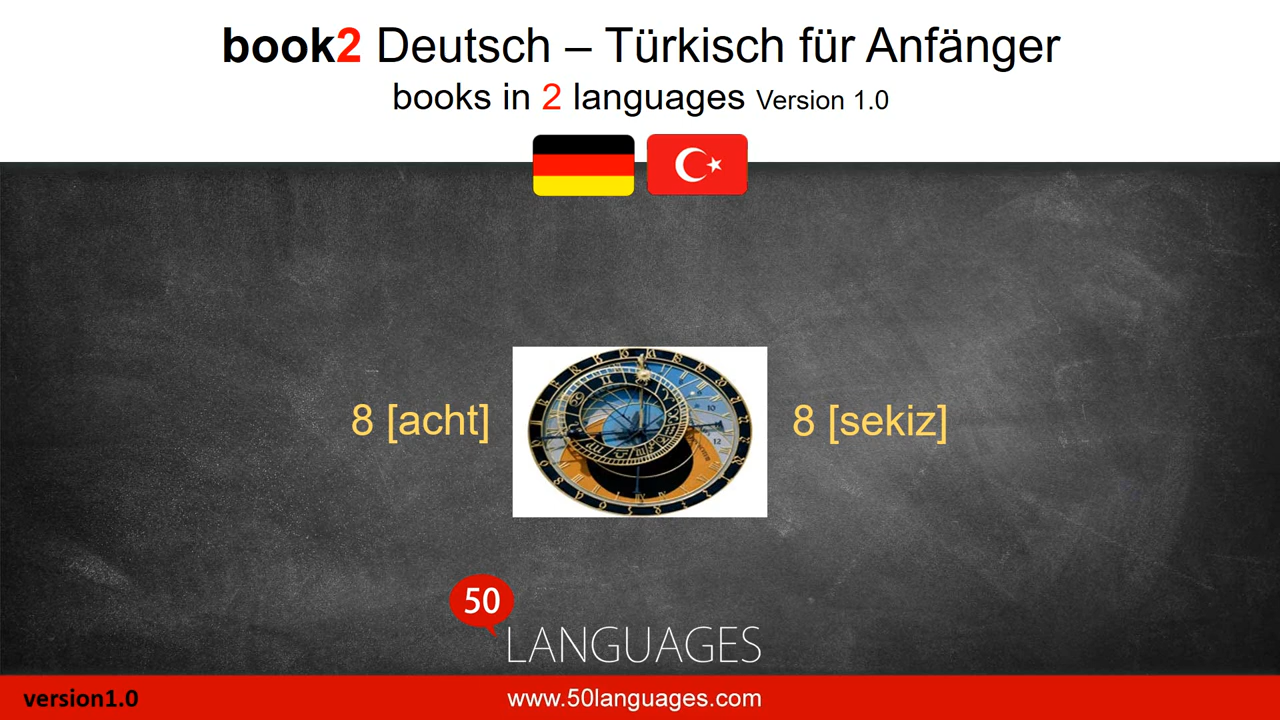 book2 Deutsch – Türkisch für Anfänger
books in 2 languages Version 1.0
8 [acht]
8 [sekiz]
50
LANGUAGES
version1.0
www.50languages.com